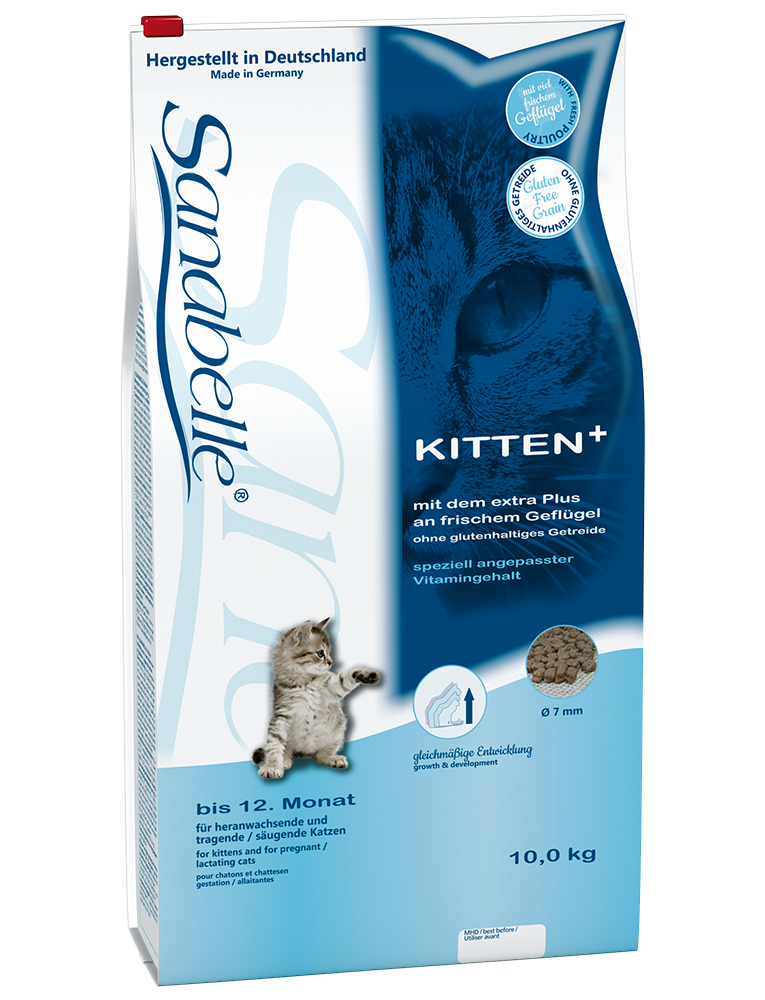 Hergestellt in Deutschland
Made in Germany
Sanabelle®
Sane
mit viel
frischem
Geflügel
WITH FRESH POULTRY
OHNE GLUTENHALTIGES GETREIDE
Gluten
Free
Grain
KITTEN+
mit dem extra Plus
an frischem Geflügel
ohne glutenhaltiges Getreide
speziell angepasster
Vitamingehalt
Ø 7 mm
gleichmäßige Entwicklung
growth & development
bis 12. Monat
für heranwachsende und
tragende / säugende Katzen
for kittens and for pregnant /
lactating cats
pour chatons et chattesen
gestation / allaitantes
10,0 kg
MHD / best before /
Utiliser avant